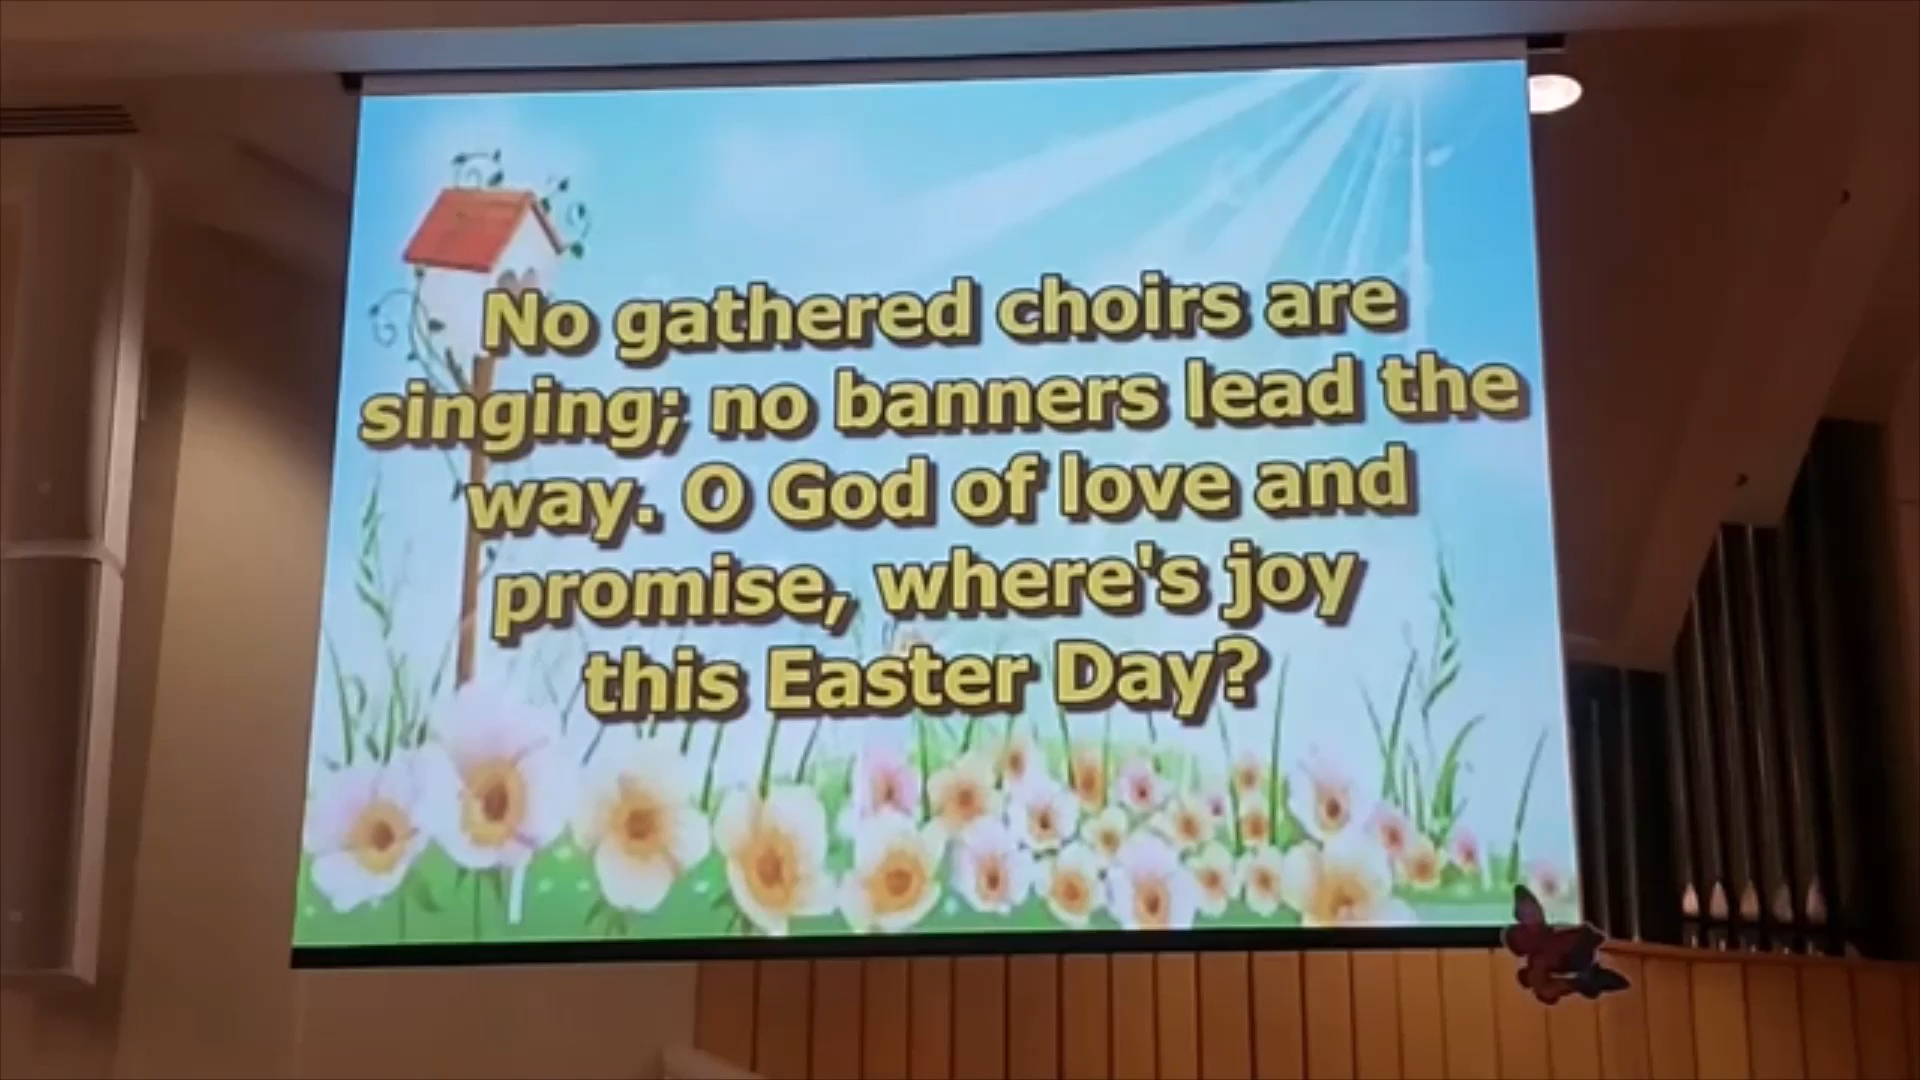 No gathered choirs are
singing; no banners lead the
way. O God of love and
promise, where's joy
this Easter Day?